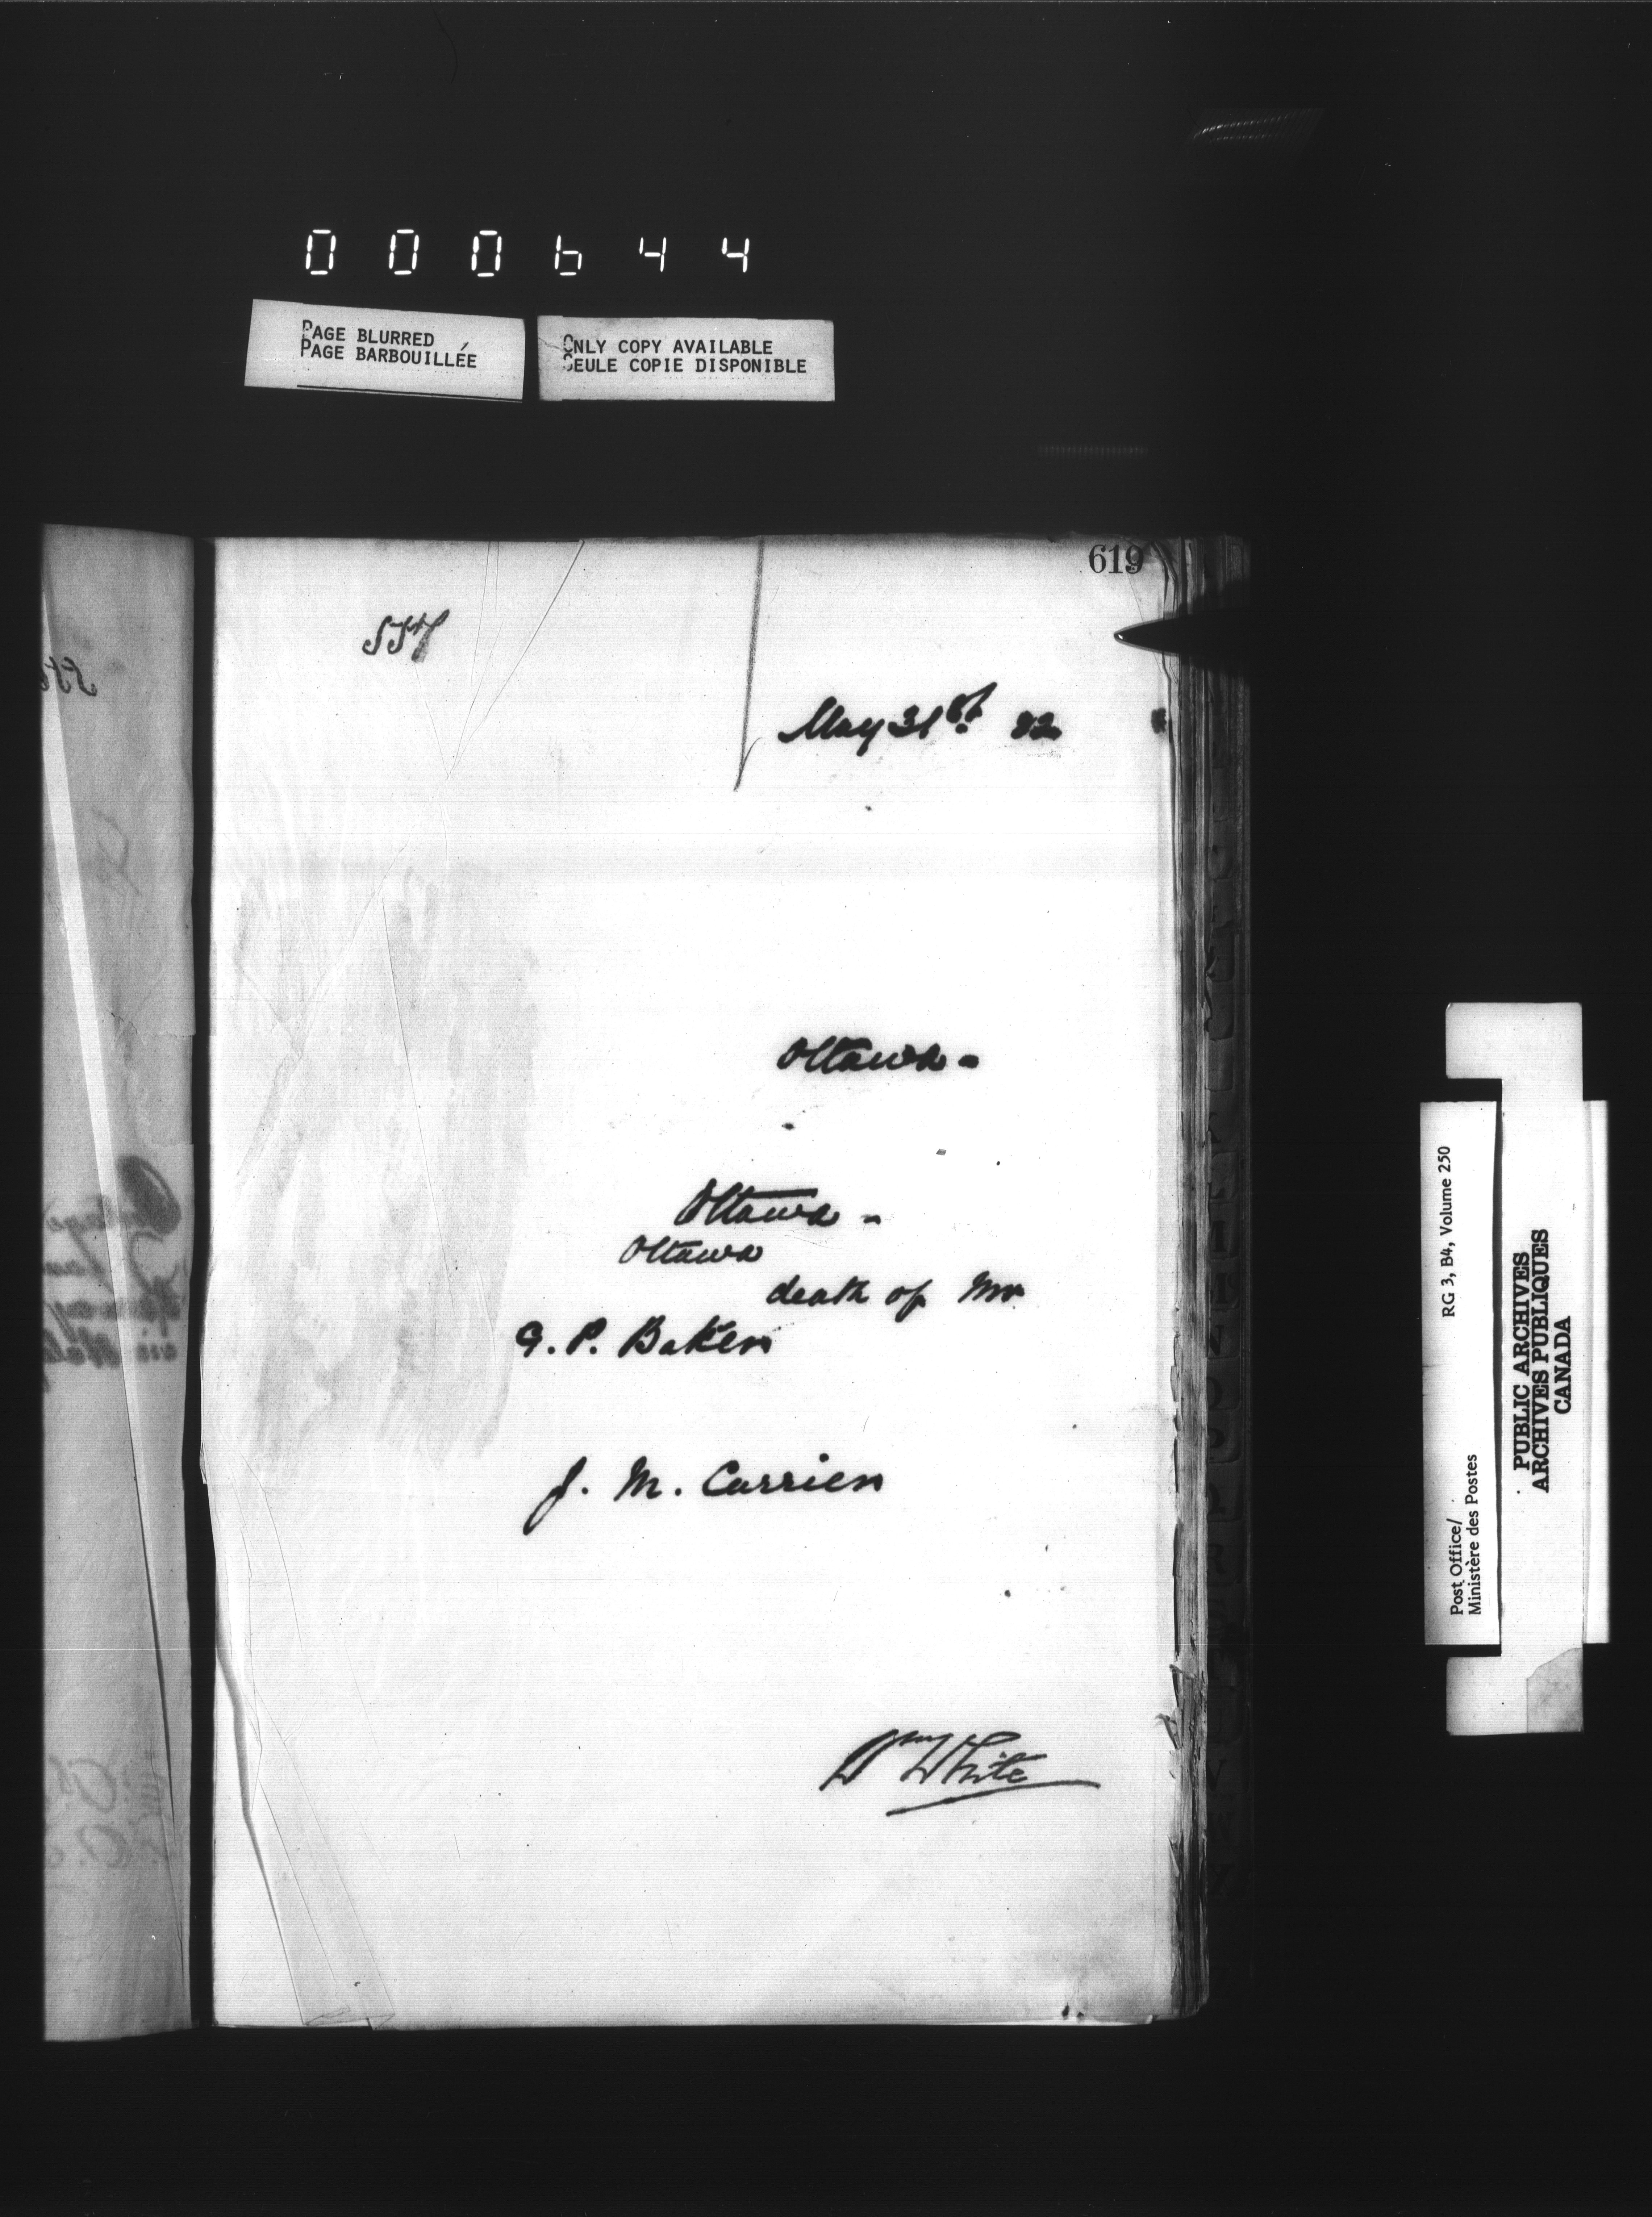 000644
PAGE BLURRED
PAGE BARBOUILLÉE
ONLY COPY AVAILABLE
SEULE COPIE DISPONIBLE
619
557
May 31st 82
Ottawa -
Ottawa -
Ottawa
death of Mr
G. P. Baker
J. M. Currier
Wm White
RG 3, B4, Volume 250
Post Office/
Ministère des Postes
PUBLIC ARCHIVES
ARCHIVES PUBLIQUES
CANADA